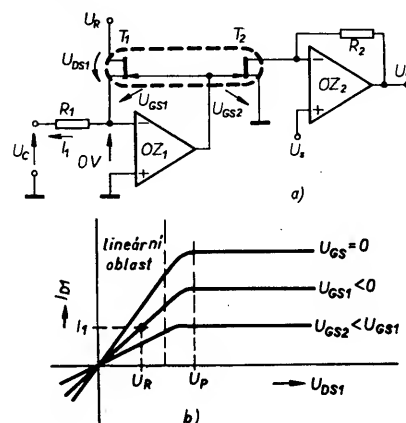 U_R
T_1
T_2
U_DS1
U_GS1
U_GS2
R_1
R_2
U_C
I_1
0V
OZ_1
OZ_2
U_s
a)
lineární
oblast
I_D1
I_1
U_GS=0
U_GS1<0
U_GS2<U_GS1
U_R
U_P
U_DS1
b)